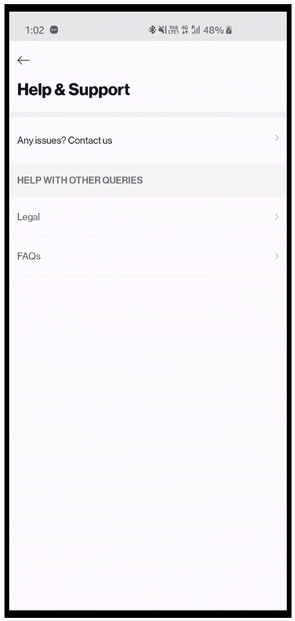 1:02
48%
Help & Support
Any issues? Contact us
HELP WITH OTHER QUERIES
Legal
FAQs